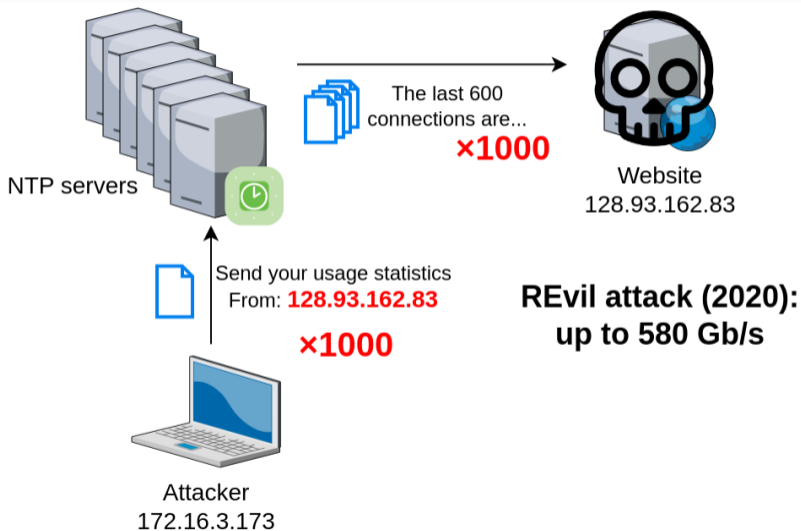 The last 600
connections are...
×1000
NTP servers
Website
128.93.162.83
Send your usage statistics
From: 128.93.162.83
×1000
REvil attack (2020):
up to 580 Gb/s
Attacker
172.16.3.173